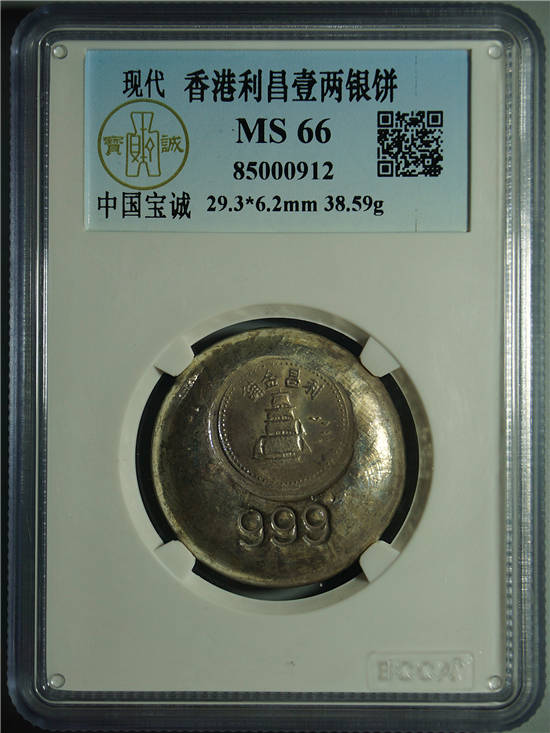 现代 香港利昌壹两银饼
MS 66
寶 誠
85000912
中国宝诚 29.3*6.2mm 38.59g
利昌金條
999